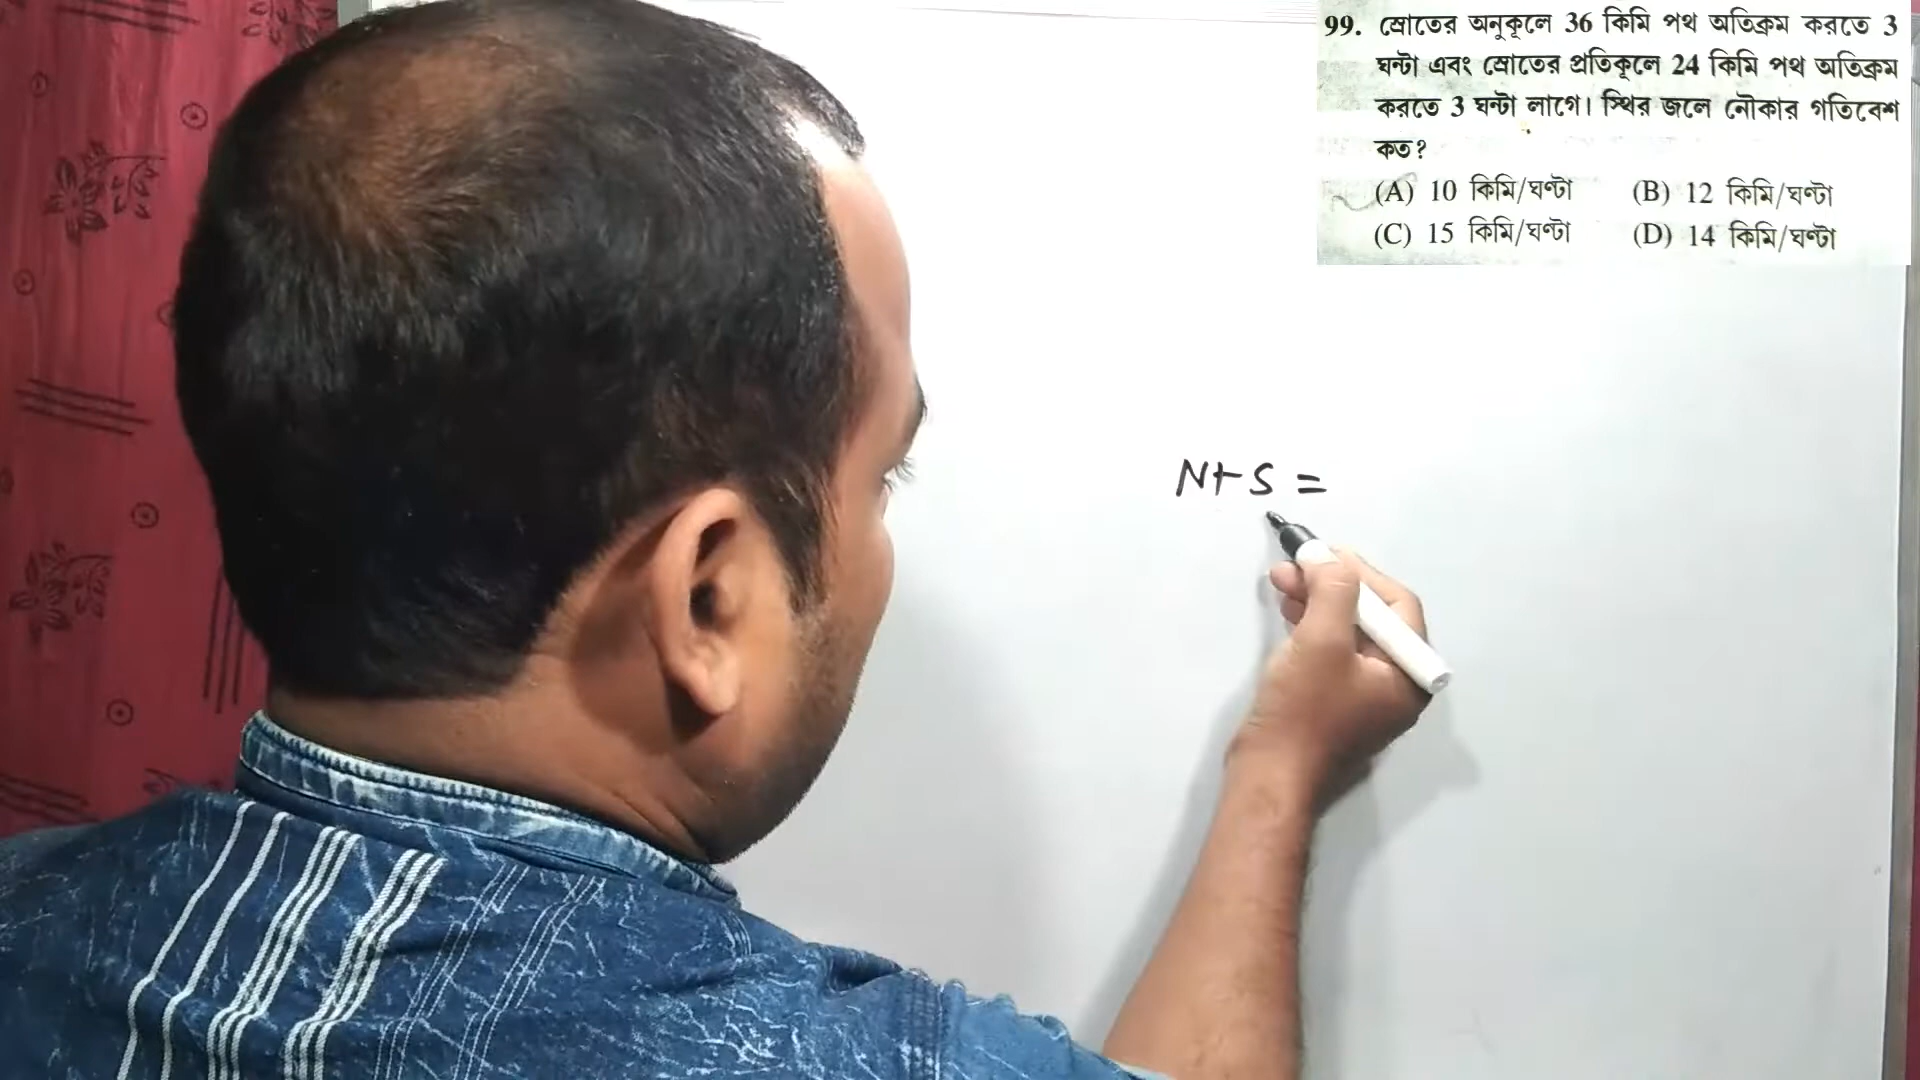 99. স্রোতের অনুকূলে 36 কিমি পথ অতিক্রম করতে 3
ঘন্টা এবং স্রোতের প্রতিকূলে 24 কিমি পথ অতিক্রম
করতে 3 ঘন্টা লাগে। স্থির জলে নৌকার গতিবেশ
কত?
(A) 10 কিমি/ঘণ্টা (B) 12 কিমি/ঘণ্টা
(C) 15 কিমি/ঘণ্টা (D) 14 কিমি/ঘণ্টা
N+S =